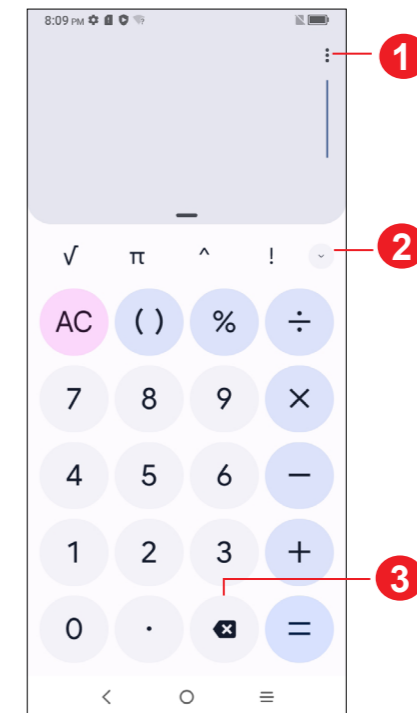 8:09 PM
1
√ π ^ ! 2
AC ( ) % ÷
7 8 9 ×
4 5 6 −
1 2 3 +
3
0 . =